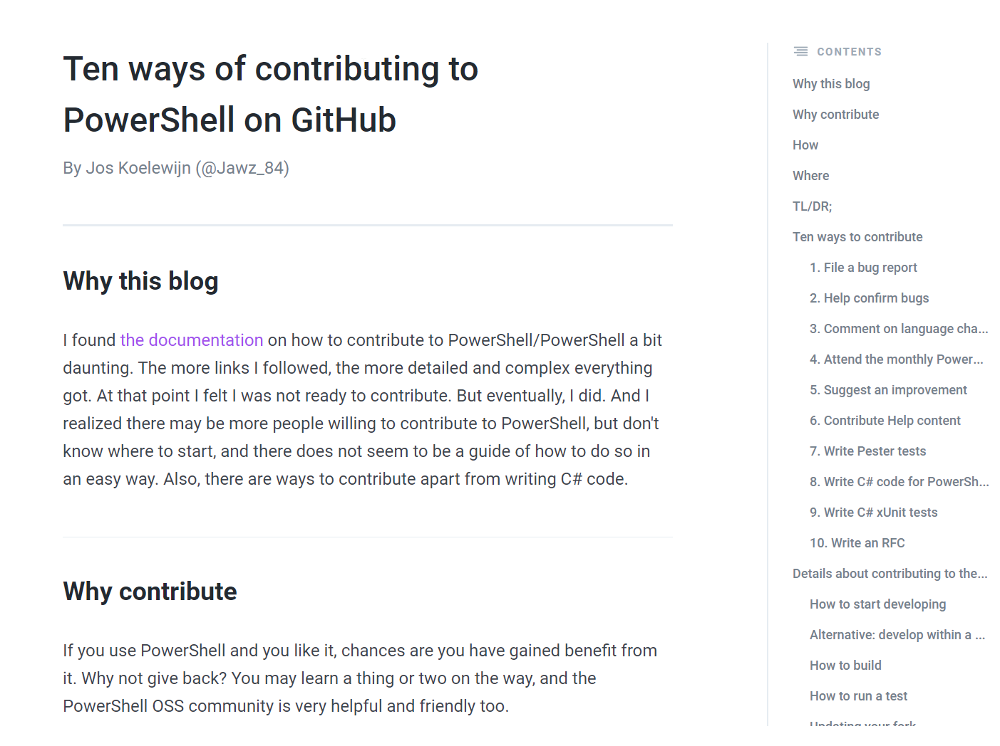 Ten ways of contributing to
PowerShell on GitHub
By Jos Koelewijn (@Jawz_84)
Why this blog
I found the documentation on how to contribute to PowerShell/PowerShell a bit
daunting. The more links I followed, the more detailed and complex everything
got. At that point I felt I was not ready to contribute. But eventually, I did. And I
realized there may be more people willing to contribute to PowerShell, but don't
know where to start, and there does not seem to be a guide of how to do so in
an easy way. Also, there are ways to contribute apart from writing C# code.
Why contribute
If you use PowerShell and you like it, chances are you have gained benefit from
it. Why not give back? You may learn a thing or two on the way, and the
PowerShell OSS community is very helpful and friendly too.
CONTENTS
Why this blog
Why contribute
How
Where
TL/DR;
Ten ways to contribute
1. File a bug report
2. Help confirm bugs
3. Comment on language cha...
4. Attend the monthly Power...
5. Suggest an improvement
6. Contribute Help content
7. Write Pester tests
8. Write C# code for PowerSh...
9. Write C# xUnit tests
10. Write an RFC
Details about contributing to the...
How to start developing
Alternative: develop within a ...
How to build
How to run a test
Updating your fork